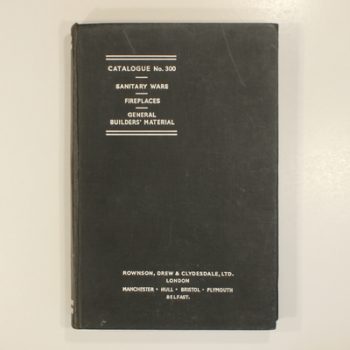 CATALOGUE No. 300
SANITARY WARE
FIREPLACES
GENERAL
BUILDERS' MATERIAL
ROWNSON, DREW & CLYDESDALE, LTD.
LONDON
MANCHESTER • HULL • BRISTOL • PLYMOUTH
BELFAST.